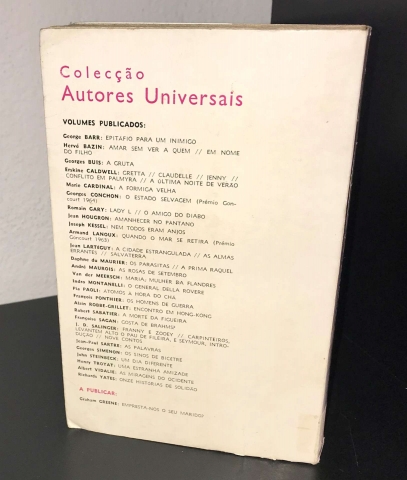 Colecção
Autores Universais
VOLUMES PUBLICADOS:
George BARR: EPITÁFIO PARA UM INIMIGO
Hervé BAZIN: AMAR SEM VER A QUEM // EM NOME
DO FILHO
Georges BUIS: A GRUTA
Erskine CALDWELL: GRETTA // CLAUDELLE // JENNY //
CONFLITO EM PALMYRA // A ÚLTIMA NOITE DE VERÃO
Marie CARDINAL: A FORMIGA VELHA
Georges CONCHON: O ESTADO SELVAGEM (Prémio Gon-
court 1964)
Romain GARY: LADY L // O AMIGO DO DIABO
Jean HOUGRON: AMANHECER NO PANTANO
Joseph KESSEL: NEM TODOS ERAM ANJOS
Armand LANOUX: QUANDO O MAR SE RETIRA (Prémio
Goncourt 1963)
Jean LARTEGUY: A CIDADE ESTRANGULADA // AS ALMAS
ERRANTES // SALVATERRA
Daphne du MAURIER: OS PARASITAS // A PRIMA RAQUEL
André MAUROIS: AS ROSAS DE SETEMBRO
Van der MEERSCH: MARIA, MULHER DA FLANDRES
Indro MONTANELLI: O GENERAL DELLA ROVERE
Pia PAOLI: ATOMOS À HORA DO CHÁ
François PONTHIER: OS HOMENS DE GUERRA
Alain ROBBE-GRILLET: ENCONTRO EM HONG-KONG
Robert SABATIER: A MORTE DA FIGUEIRA
Françoise SAGAN: GOSTA DE BRAHMS?
J. D. SALINGER: FRANNY E ZOOEY // CARPINTEIROS,
LEVANTEM ALTO O PAU DE FILEIRA, E SEYMOUR, INTRO-
DUÇÃO // NOVE CONTOS
Jean-Paul SARTRE: AS PALAVRAS
Georges SIMENON: OS SINOS DE BICETRE
John STEINBECK: UM DIA DIFERENTE
Henry TROYAT: UMA ESTRANHA AMIZADE
Albert VIDALIE: AS MIRAGENS DO OCIDENTE
Richards YATES: ONZE HISTÓRIAS DE SOLIDÃO
A PUBLICAR:
Graham GREENE: EMPRESTA-NOS O SEU MARIDO?